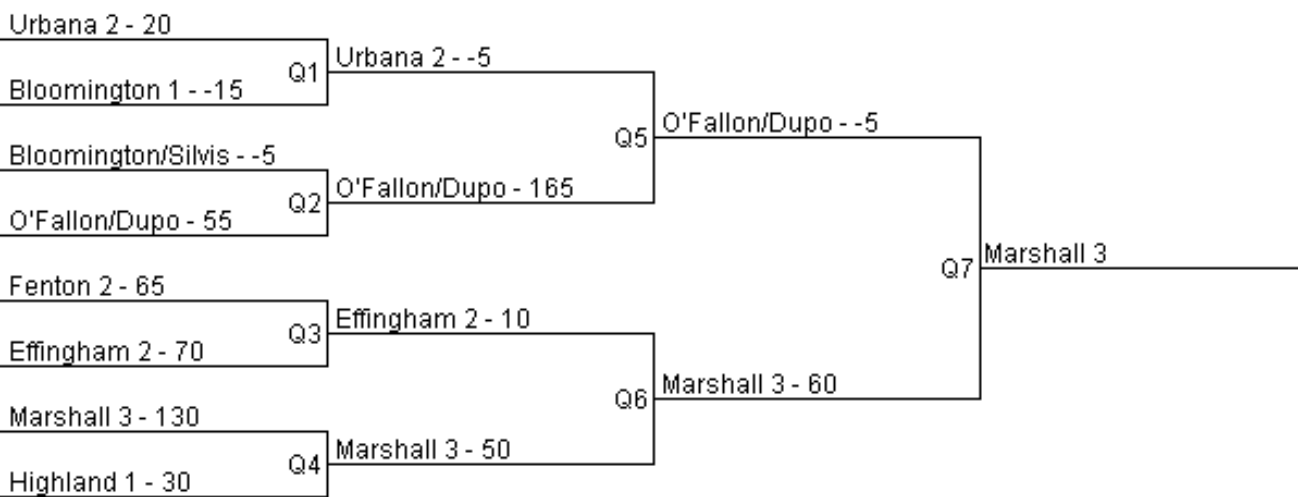 Urbana 2 - 20
Q1
Bloomington 1 - -15
Urbana 2 - -5
Bloomington/Silvis - -5
Q2
O'Fallon/Dupo - 55
O'Fallon/Dupo - 165
Q5
O'Fallon/Dupo - -5
Fenton 2 - 65
Q3
Effingham 2 - 70
Effingham 2 - 10
Marshall 3 - 130
Q4
Highland 1 - 30
Marshall 3 - 50
Q6
Marshall 3 - 60
Q7
Marshall 3